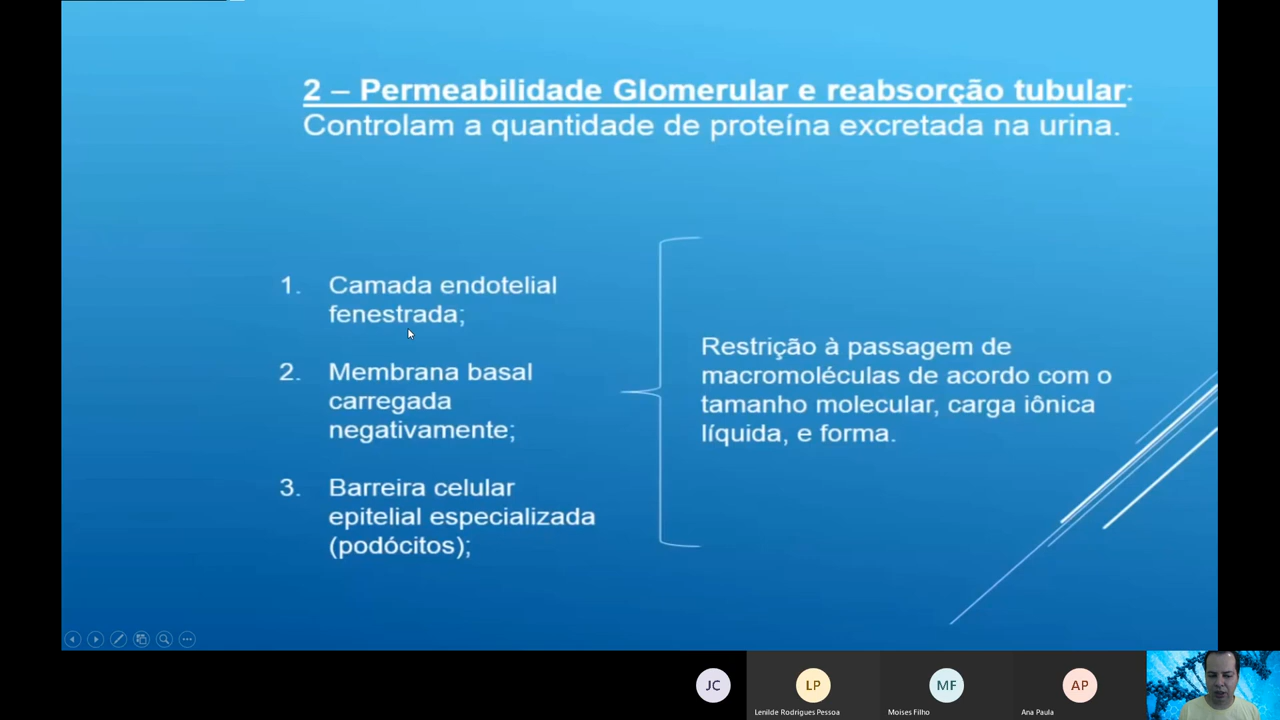 2 – Permeabilidade Glomerular e reabsorção tubular:
Controlam a quantidade de proteína excretada na urina.
1. Camada endotelial
fenestrada;
2. Membrana basal
carregada
negativamente;
3. Barreira celular
epitelial especializada
(podócitos);
Restrição à passagem de
macromoléculas de acordo com o
tamanho molecular, carga iônica
líquida, e forma.
JC
LP
MF
AP
Lenilde Rodrigues Pessoa
Moises Filho
Ana Paula